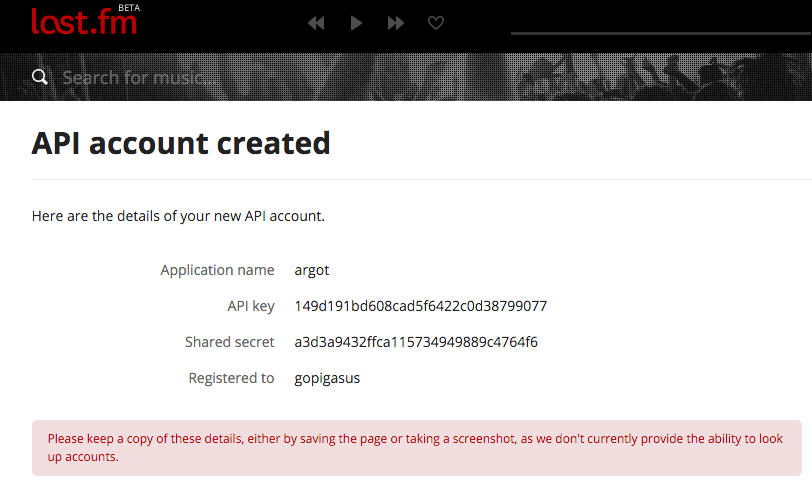 last.fm BETA
Search for music...
API account created
Here are the details of your new API account.
Application name argot
API key 149d191bd608cad5f6422c0d38799077
Shared secret a3d3a9432ffca115734949889c4764f6
Registered to gopigasus
Please keep a copy of these details, either by saving the page or taking a screenshot, as we don't currently provide the ability to look
up accounts.